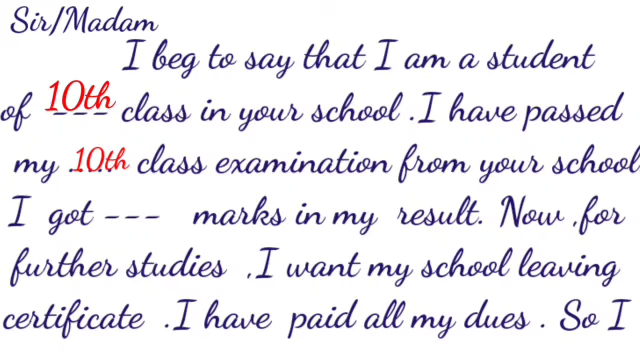 Sir/Madam
I beg to say that I am a student
of 10th class in your school .I have passed
my 10th class examination from your school
I got --- marks in my result. Now ,for
further studies ,I want my school leaving
certificate .I have paid all my dues . So I